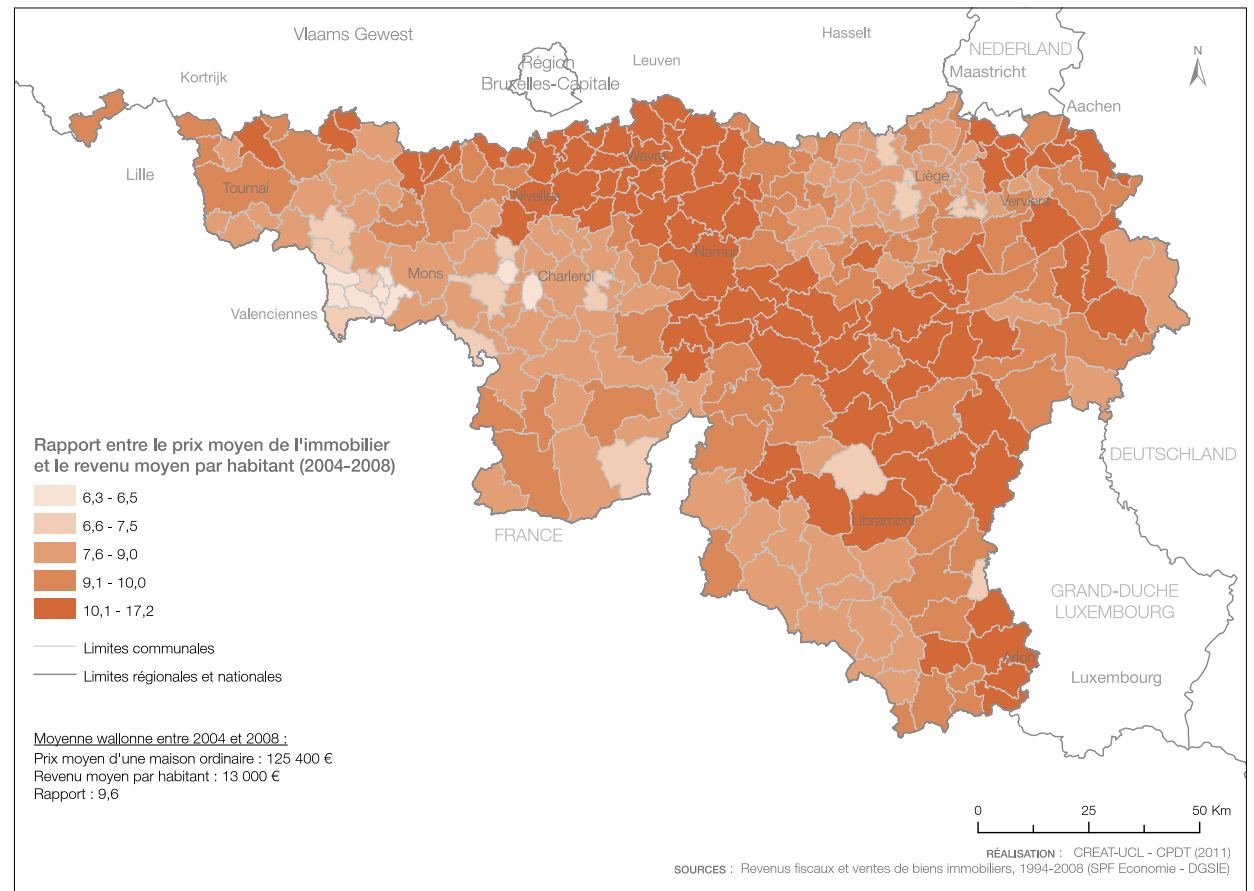 Vlaams Gewest
Hasselt
NEDERLAND
Maastricht
N
Kortrijk
Région
Bruxelles-Capitale
Leuven
Aachen
Lille
Wavre
Liège
Tournai
Nivelles
Verviers
Namur
Mons
Charleroi
Valenciennes
Rapport entre le prix moyen de l'immobilier
et le revenu moyen par habitant (2004-2008)
6,3 - 6,5
6,6 - 7,5
7,6 - 9,0
9,1 - 10,0
10,1 - 17,2
Limites communales
Limites régionales et nationales
DEUTSCHLAND
Libramont
FRANCE
GRAND-DUCHE
LUXEMBOURG
Arlon
Luxembourg
Moyenne wallonne entre 2004 et 2008 :
Prix moyen d'une maison ordinaire : 125 400 €
Revenu moyen par habitant : 13 000 €
Rapport : 9,6
0 25 50 Km
RÉALISATION : CREAT-UCL - CPDT (2011)
SOURCES : Revenus fiscaux et ventes de biens immobiliers, 1994-2008 (SPF Economie - DGSIE)